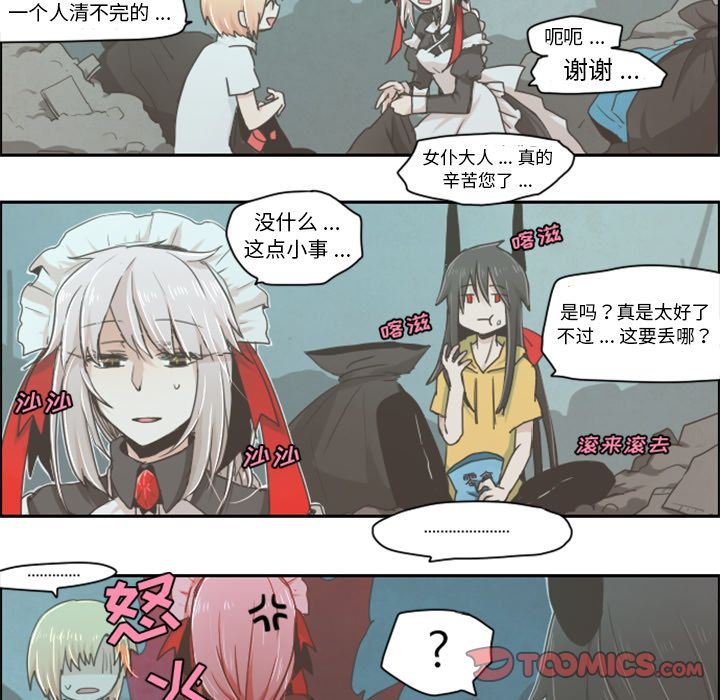 一个人清不完的 ...
呃呃 ...
谢谢 ...
女仆大人 ... 真的
辛苦您了 ...
没什么 ...
这点小事 ...
喀滋
喀滋
是吗？真是太好了
不过 ... 这要丢哪？
沙沙
沙沙
滚来滚去
......................
.............
怒
火
？
TOOMICS.COM